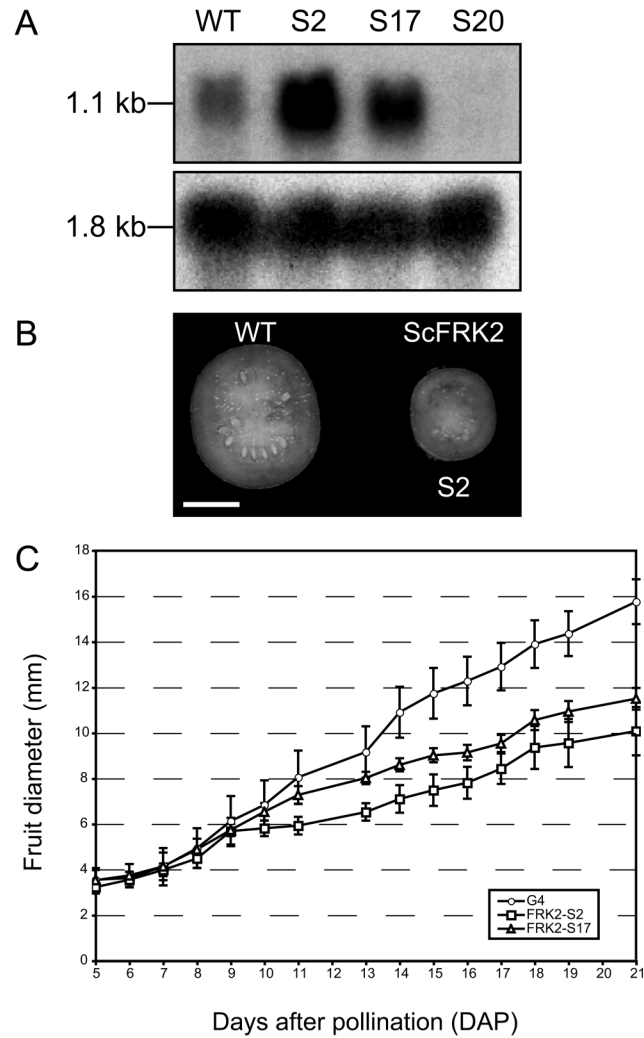 A
WT S2 S17 S20
1.1 kb
1.8 kb
B
WT ScFRK2
S2
C
18
16
14
12
10
8
6
4
2
0
Fruit diameter (mm)
G4
FRK2-S2
FRK2-S17
5 6 7 8 9 10 11 12 13 14 15 16 17 18 19 20 21
Days after pollination (DAP)